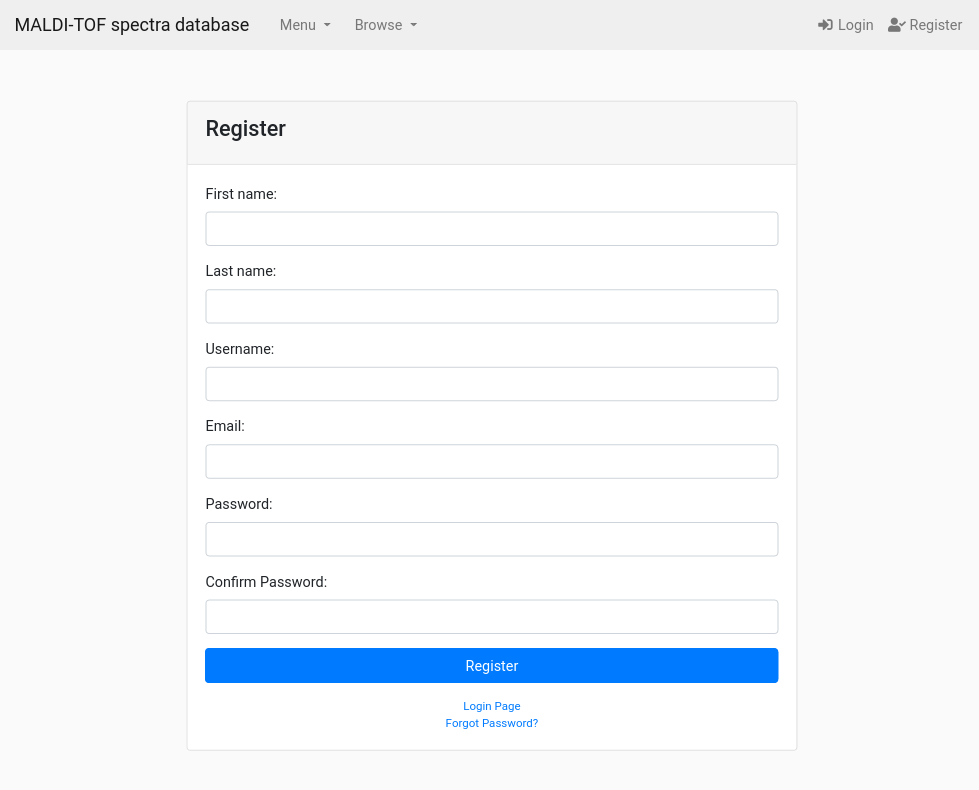 MALDI-TOF spectra database Menu Browse Login Register
Register
First name:
Last name:
Username:
Email:
Password:
Confirm Password:
Register
Login Page
Forgot Password?